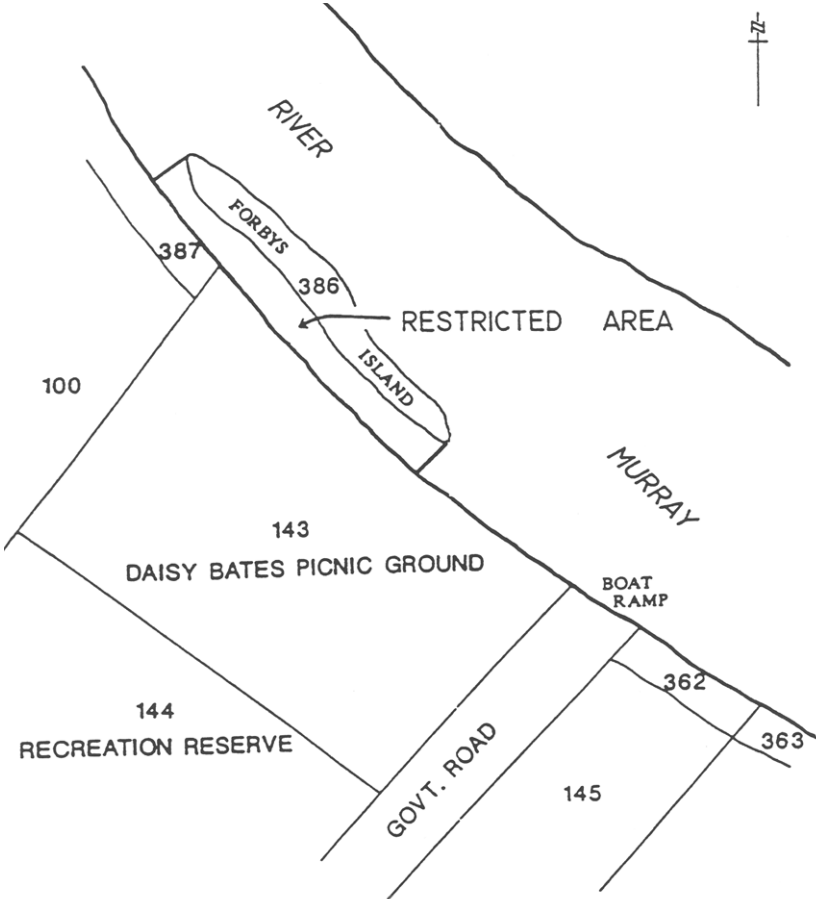 N
RIVER
FORBYS
387
386
RESTRICTED AREA
ISLAND
100
MURRAY
143
DAISY BATES PICNIC GROUND
BOAT
RAMP
362
144
RECREATION RESERVE
363
GOVT. ROAD
145